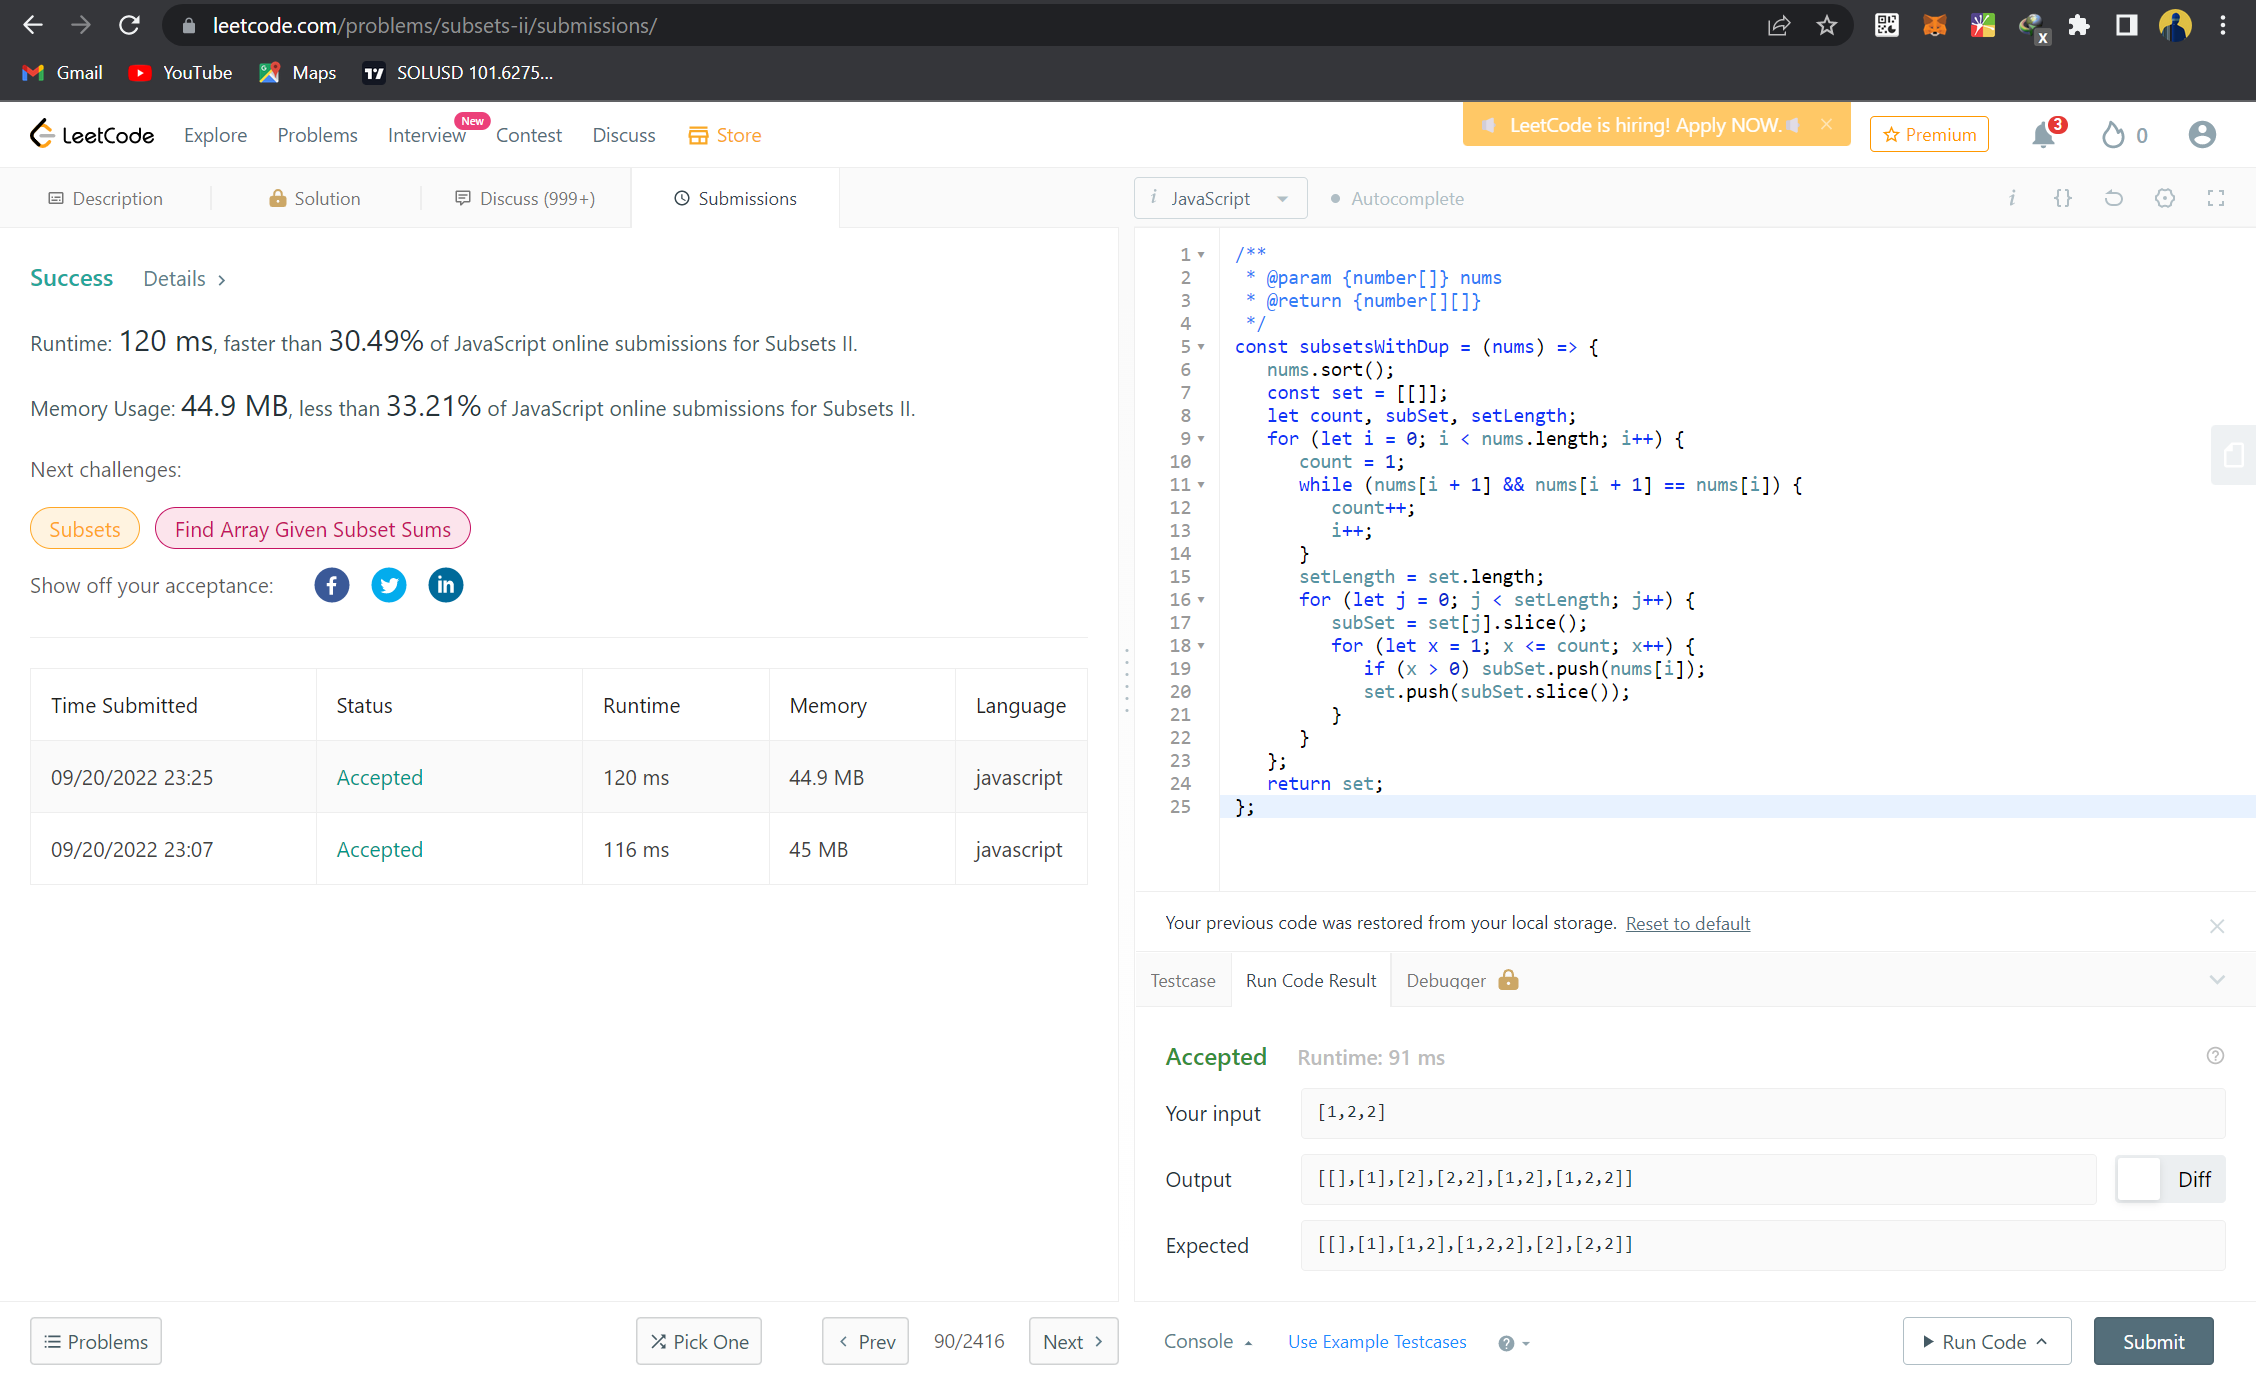 leetcode.com/problems/subsets-ii/submissions/
x
Gmail YouTube Maps SOLUSD 101.6275...
LeetCode Explore Problems Interview New Contest Discuss Store
LeetCode is hiring! Apply NOW. Premium 3 0
Description Solution Discuss (999+) Submissions
JavaScript Autocomplete
Success Details
Runtime: 120 ms, faster than 30.49% of JavaScript online submissions for Subsets II.
Memory Usage: 44.9 MB, less than 33.21% of JavaScript online submissions for Subsets II.
Next challenges:
Subsets Find Array Given Subset Sums
Show off your acceptance:
Time Submitted Status Runtime Memory Language
09/20/2022 23:25 Accepted 120 ms 44.9 MB javascript
09/20/2022 23:07 Accepted 116 ms 45 MB javascript
1 /**
2 * @param {number[]} nums
3 * @return {number[][]}
4 */
5 const subsetsWithDup = (nums) => {
6 nums.sort();
7 const set = [[]];
8 let count, subSet, setLength;
9 for (let i = 0; i < nums.length; i++) {
10 count = 1;
11 while (nums[i + 1] && nums[i + 1] == nums[i]) {
12 count++;
13 i++;
14 }
15 setLength = set.length;
16 for (let j = 0; j < setLength; j++) {
17 subSet = set[j].slice();
18 for (let x = 1; x <= count; x++) {
19 if (x > 0) subSet.push(nums[i]);
20 set.push(subSet.slice());
21 }
22 }
23 };
24 return set;
25 };
Your previous code was restored from your local storage. Reset to default
Testcase Run Code Result Debugger
Accepted Runtime: 91 ms
Your input [1,2,2]
Output [[],[1],[2],[2,2],[1,2],[1,2,2]] Diff
Expected [[],[1],[1,2],[1,2,2],[2],[2,2]]
Problems Pick One Prev 90/2416 Next Console Use Example Testcases Run Code Submit